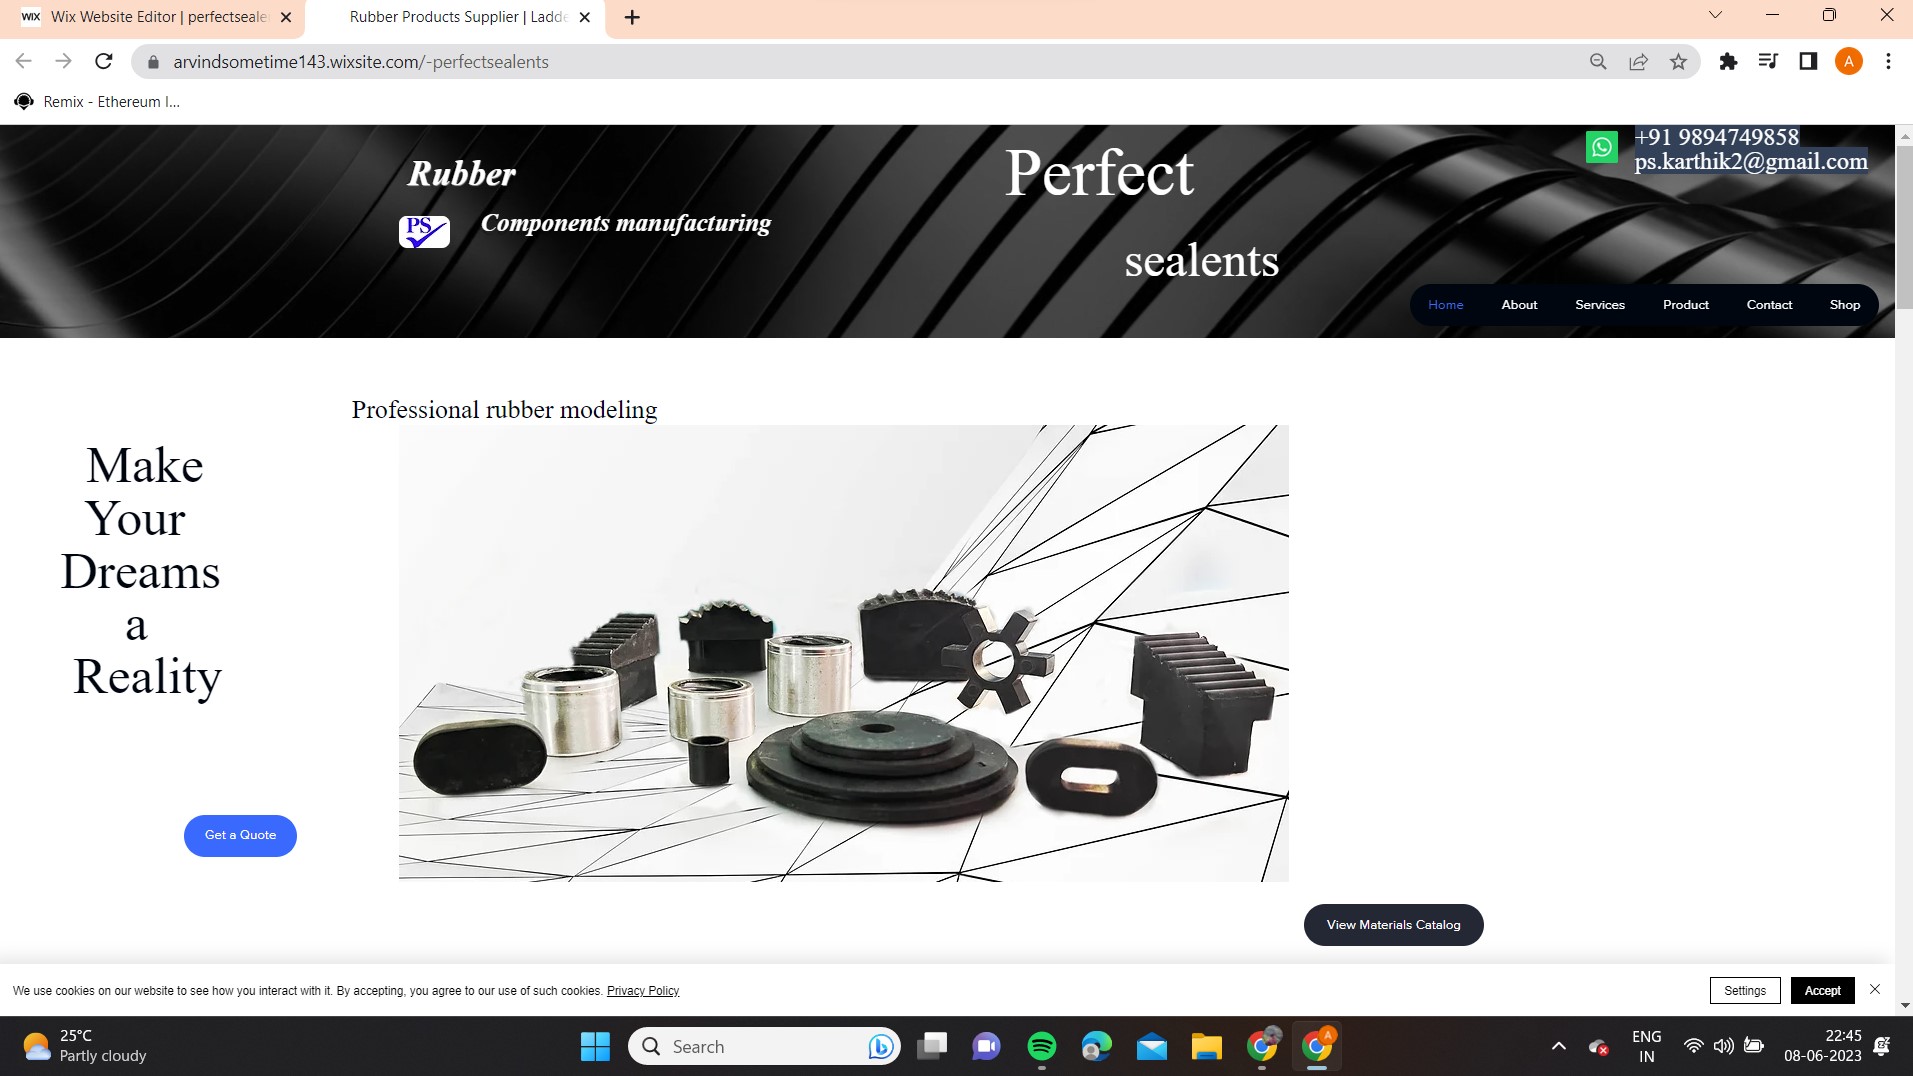 WIX Wix Website Editor | perfectseale
Rubber Products Supplier | Ladde
arvindsometime143.wixsite.com/-perfectsealents
A
Remix - Ethereum I...
+91 9894749858
ps.karthik2@gmail.com
Rubber
Perfect
PS
Components manufacturing
sealents
Home About Services Product Contact Shop
Professional rubber modeling
Make
Your
Dreams
a
Reality
Get a Quote
View Materials Catalog
We use cookies on our website to see how you interact with it. By accepting, you agree to our use of such cookies. Privacy Policy
Settings Accept
25°C
Partly cloudy
Search
A
ENG
IN
22:45
08-06-2023